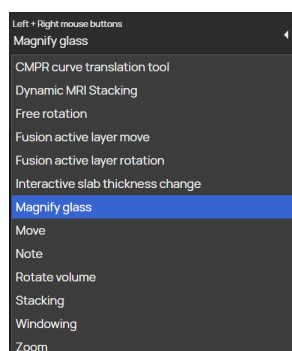 Left + Right mouse buttons
Magnify glass
CMPR curve translation tool
Dynamic MRI Stacking
Free rotation
Fusion active layer move
Fusion active layer rotation
Interactive slab thickness change
Magnify glass
Move
Note
Rotate volume
Stacking
Windowing
Zoom